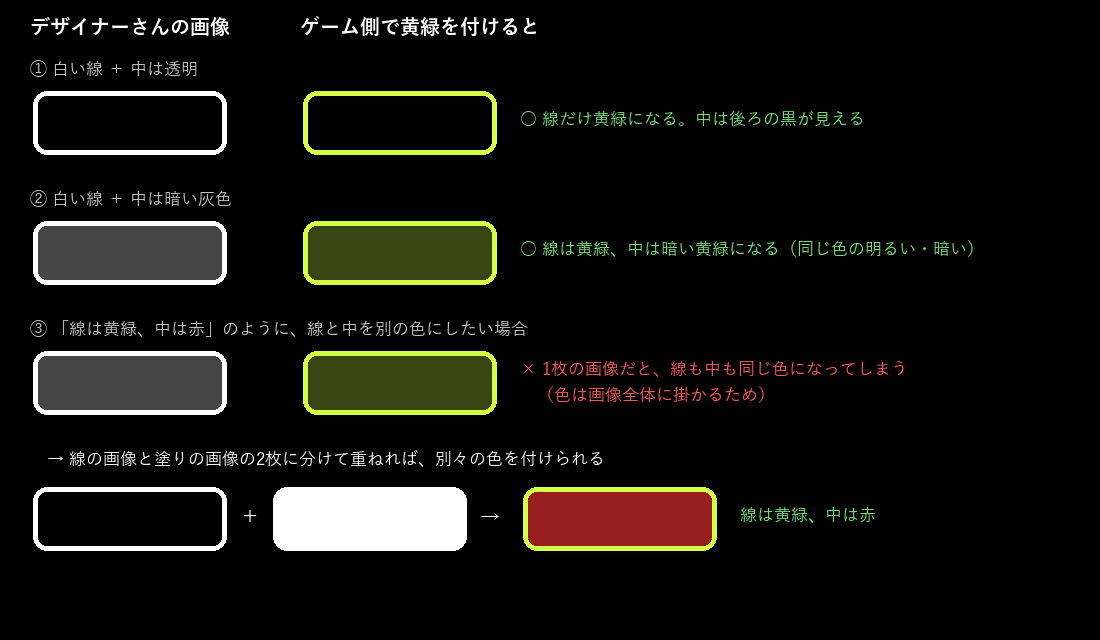 デザイナーさんの画像
ゲーム側で黄緑を付けると
① 白い線 ＋ 中は透明
○ 線だけ黄緑になる。中は後ろの黒が見える
② 白い線 ＋ 中は暗い灰色
○ 線は黄緑、中は暗い黄緑になる（同じ色の明るい・暗い）
③ 「線は黄緑、中は赤」のように、線と中を別の色にしたい場合
× 1枚の画像だと、線も中も同じ色になってしまう
（色は画像全体に掛かるため）
→ 線の画像と塗りの画像の2枚に分けて重ねれば、別々の色を付けられる
＋ →
線は黄緑、中は赤